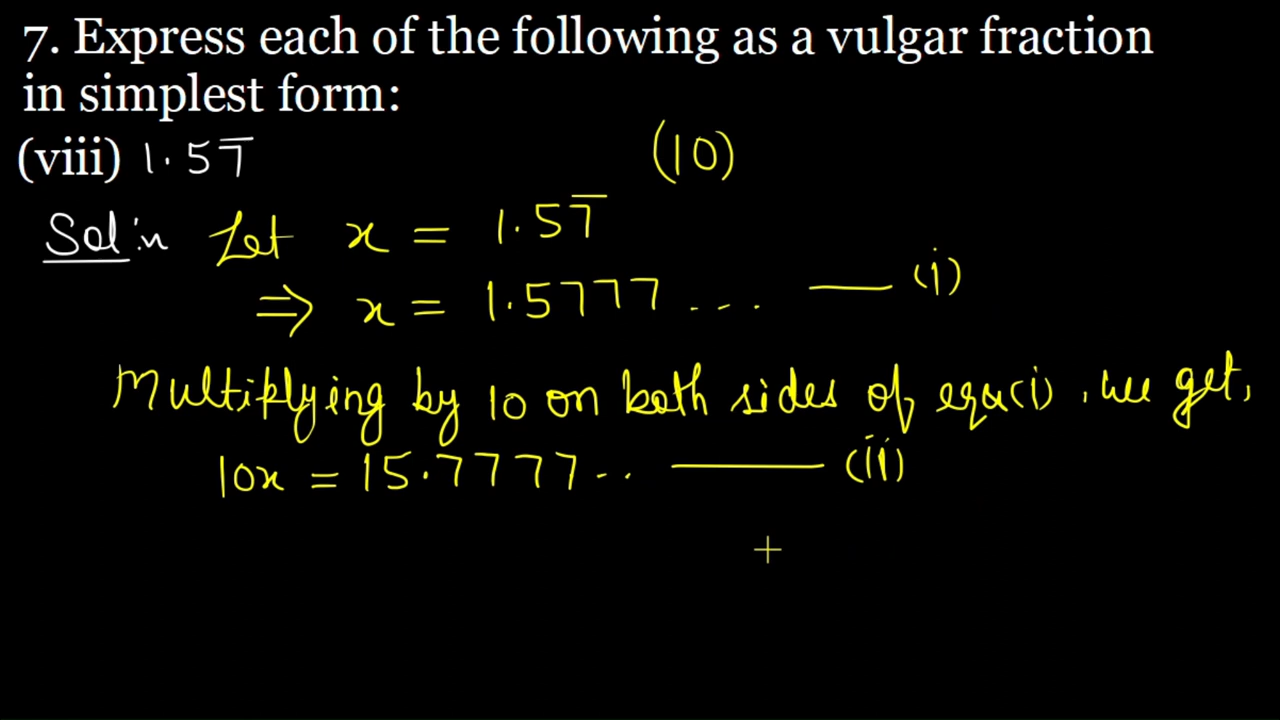 7. Express each of the following as a vulgar fraction
in simplest form:
(viii) 1.57̅
(10)
Sol'n Let x = 1.57̅
⇒ x = 1.5777... — (i)
Multiplying by 10 on both sides of eqn(i), we get,
10x = 15.7777.. — (ii)